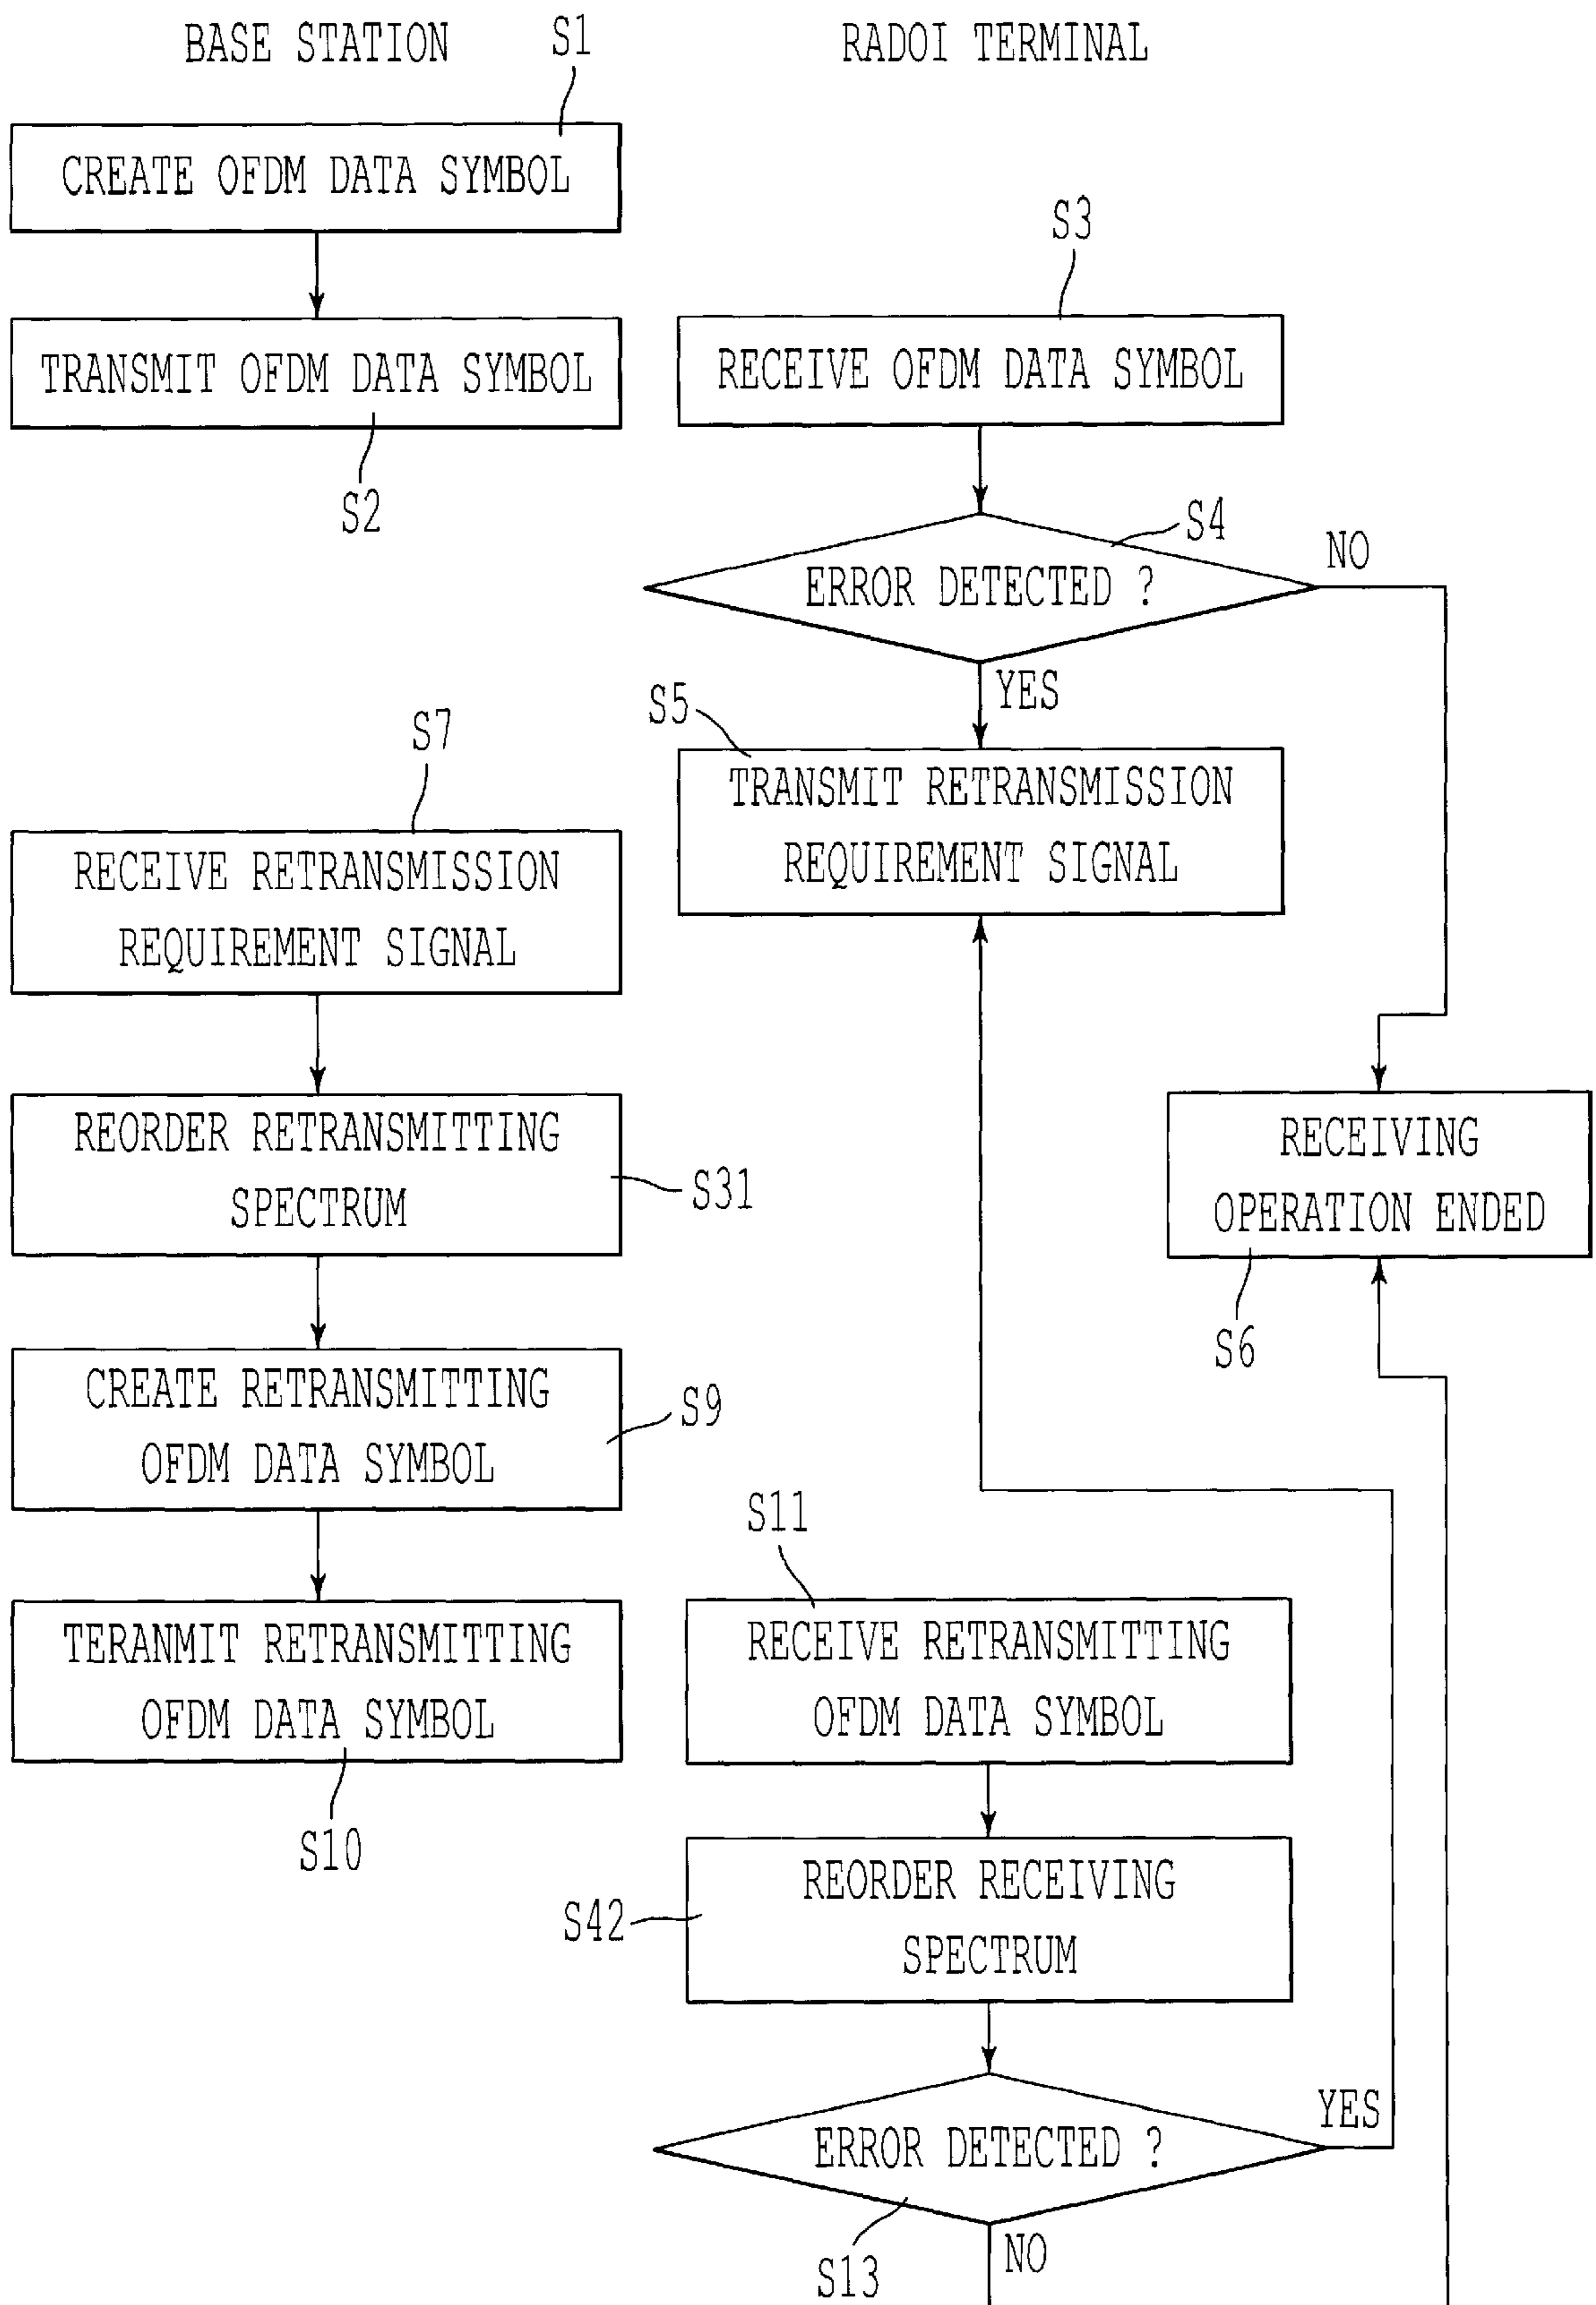 BASE STATION
S1
RADOI TERMINAL
CREATE OFDM DATA SYMBOL
S3
TRANSMIT OFDM DATA SYMBOL
S2
RECEIVE OFDM DATA SYMBOL
S4
NO
ERROR DETECTED ?
YES
S5
TRANSMIT RETRANSMISSION
REQUIREMENT SIGNAL
S7
RECEIVE RETRANSMISSION
REQUIREMENT SIGNAL
REORDER RETRANSMITTING
SPECTRUM
S31
RECEIVING
OPERATION ENDED
S6
CREATE RETRANSMITTING
OFDM DATA SYMBOL
S9
S11
TERANMIT RETRANSMITTING
OFDM DATA SYMBOL
S10
RECEIVE RETRANSMITTING
OFDM DATA SYMBOL
REORDER RECEIVING
SPECTRUM
S42
YES
ERROR DETECTED ?
S13
NO